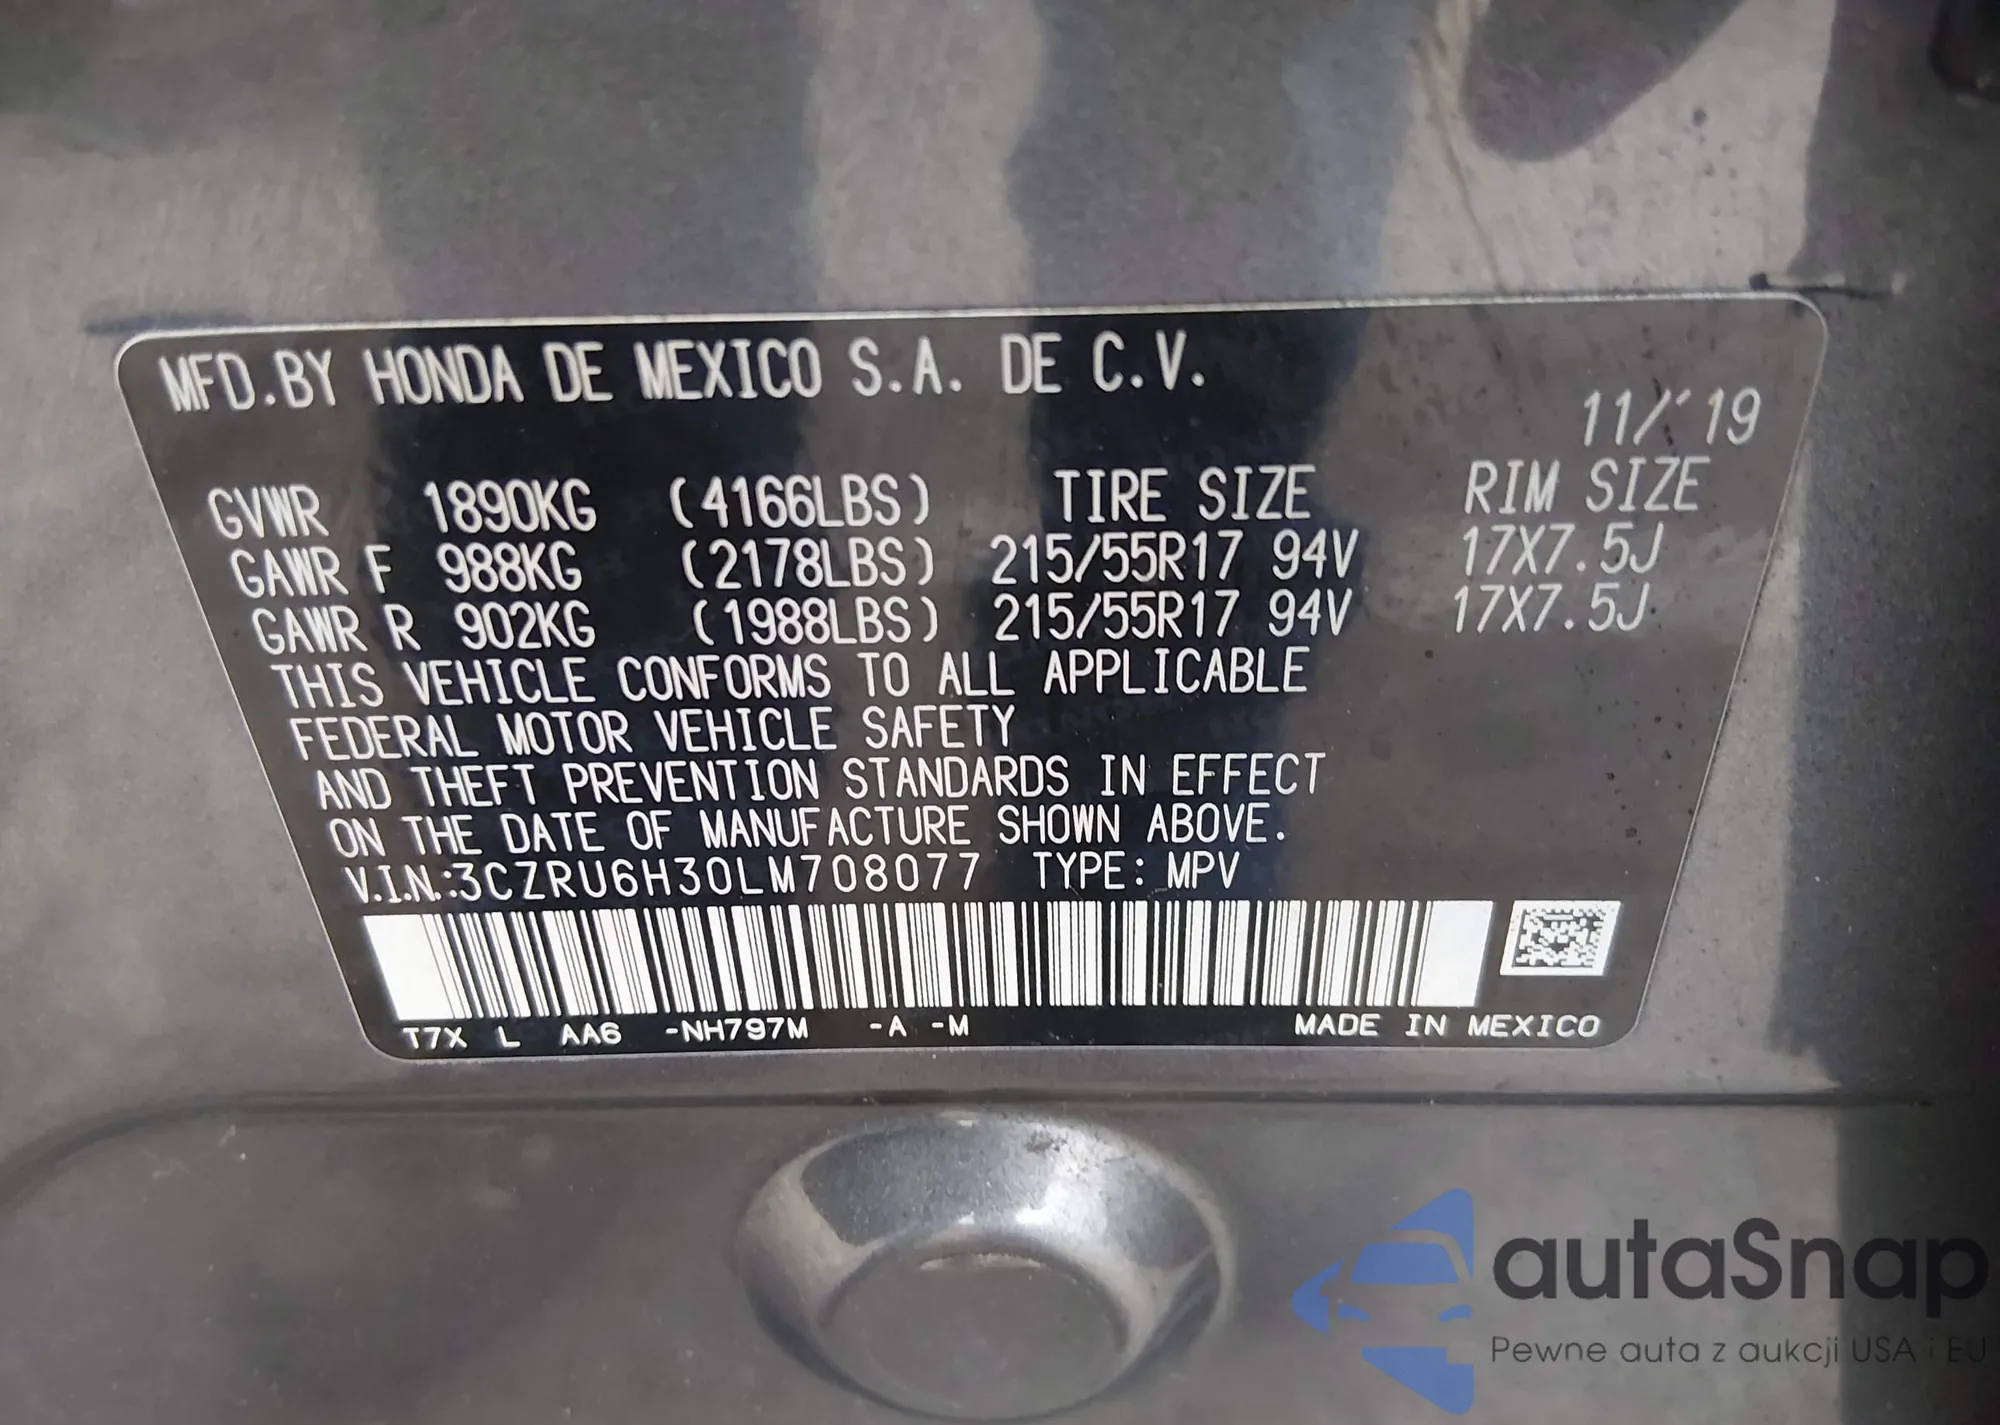 MFD.BY HONDA DE MEXICO S.A. DE C.V.
11/'19
GVWR 1890KG (4166LBS) TIRE SIZE RIM SIZE
GAWR F 988KG (2178LBS) 215/55R17 94V 17X7.5J
GAWR R 902KG (1988LBS) 215/55R17 94V 17X7.5J
THIS VEHICLE CONFORMS TO ALL APPLICABLE
FEDERAL MOTOR VEHICLE SAFETY
AND THEFT PREVENTION STANDARDS IN EFFECT
ON THE DATE OF MANUFACTURE SHOWN ABOVE.
V.I.N.:3CZRU6H30LM708077 TYPE: MPV
T7X L AA6 -NH797M -A -M MADE IN MEXICO
autaSnap
Pewne auta z aukcji USA i EU